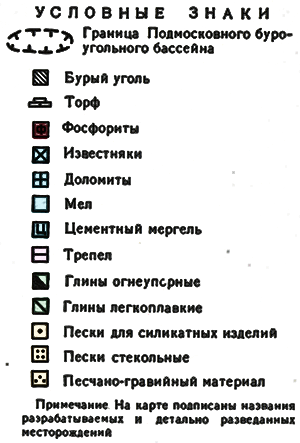 УСЛОВНЫЕ ЗНАКИ
Граница Подмосковного буро-
угольного бассейна
Бурый уголь
Торф
Фосфориты
Известняки
Доломиты
Мел
Цементный мергель
Трепел
Глины огнеупорные
Глины легкоплавкие
Пески для силикатных изделий
Пески стекольные
Песчано-гравийный материал
Примечание. На карте подписаны названия
разрабатываемых и детально разведанных
месторождений